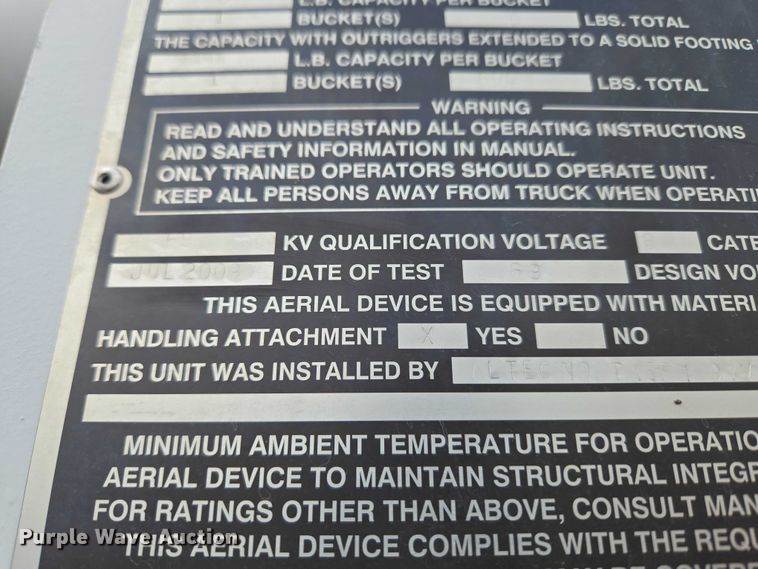 L.B. CAPACITY PER BUCKET
BUCKET(S) LBS. TOTAL
THE CAPACITY WITH OUTRIGGERS EXTENDED TO A SOLID FOOTING
L.B. CAPACITY PER BUCKET
1 BUCKET(S) LBS. TOTAL
WARNING
READ AND UNDERSTAND ALL OPERATING INSTRUCTIONS
AND SAFETY INFORMATION IN MANUAL.
ONLY TRAINED OPERATORS SHOULD OPERATE UNIT.
KEEP ALL PERSONS AWAY FROM TRUCK WHEN OPERATI
KV QUALIFICATION VOLTAGE CATE
JUL 2009 DATE OF TEST 69 DESIGN VO
THIS AERIAL DEVICE IS EQUIPPED WITH MATERI
HANDLING ATTACHMENT X YES NO
THIS UNIT WAS INSTALLED BY
MINIMUM AMBIENT TEMPERATURE FOR OPERATIO
AERIAL DEVICE TO MAINTAIN STRUCTURAL INTEGR
FOR RATINGS OTHER THAN ABOVE, CONSULT MAN
THIS AERIAL DEVICE COMPLIES WITH THE REQU
Purple Wave Auction